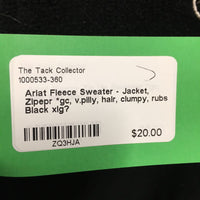 The Tack Collector
1000533-360
Ariat Fleece Sweater - Jacket,
Zipepr *gc, v.pilly, hair, clumpy, rubs
Black xlg?
$20.00
ZQ3HJA